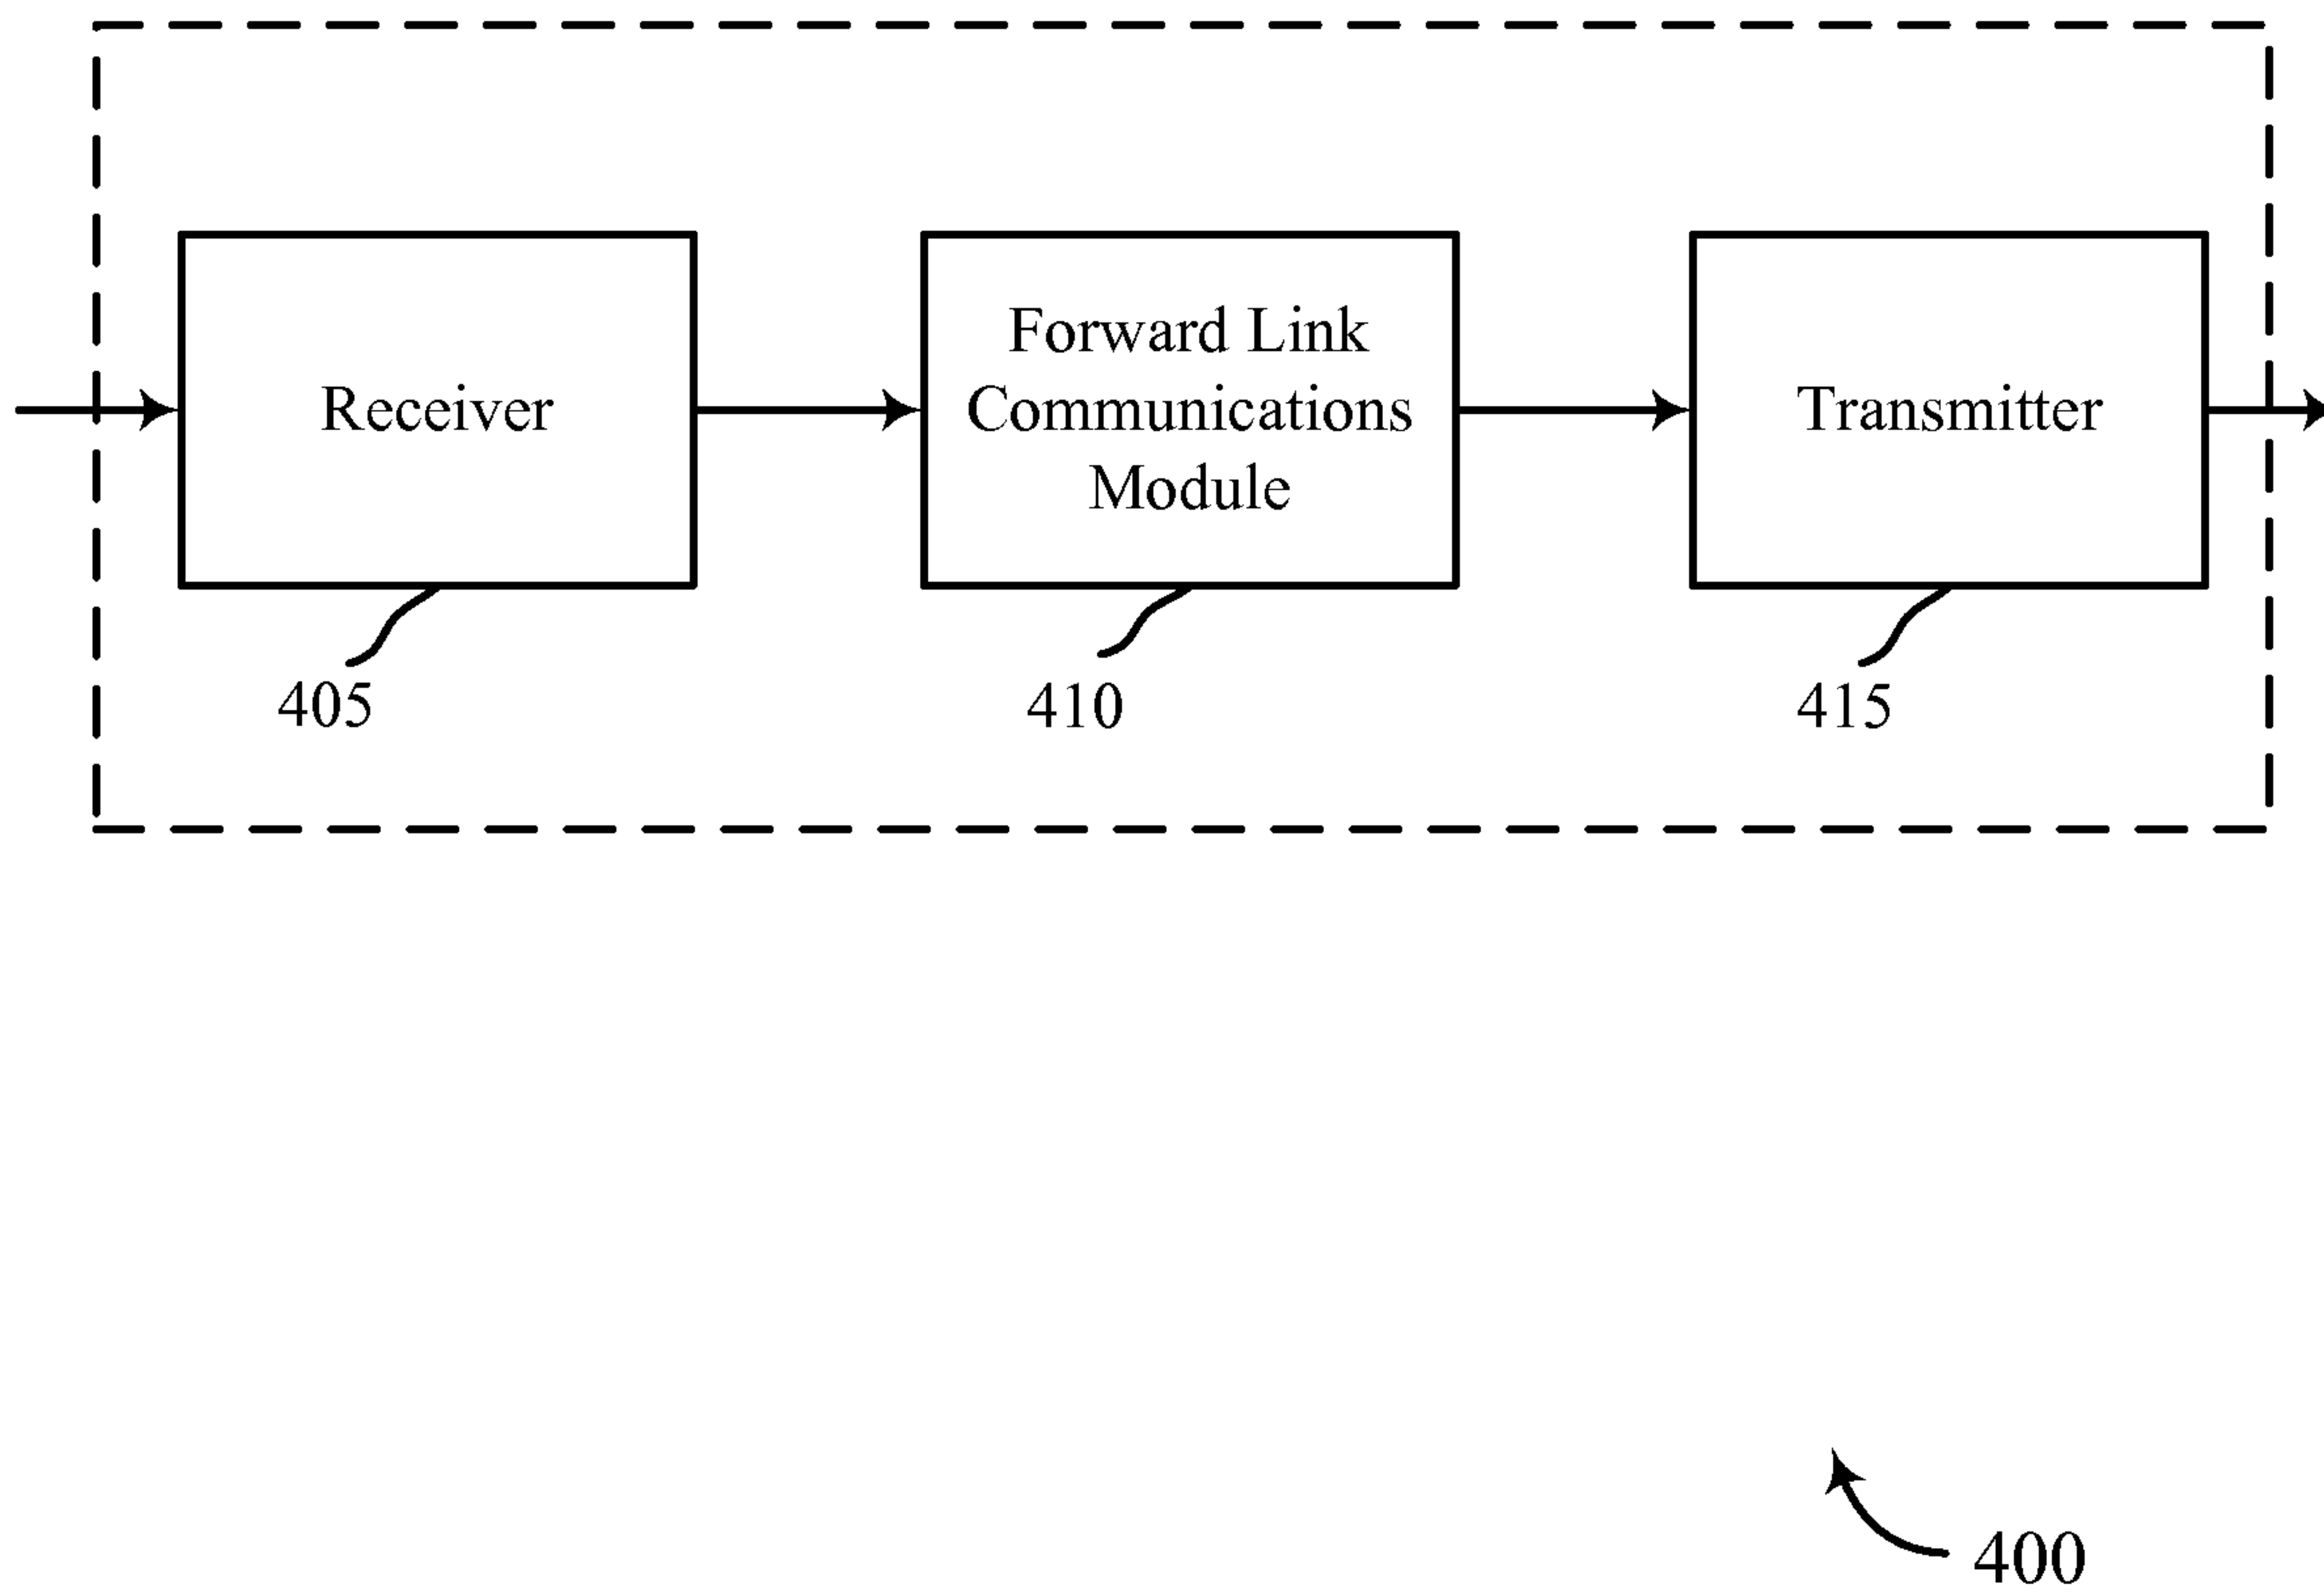 Receiver
Forward Link
Communications
Module
Transmitter
405
410
415
400